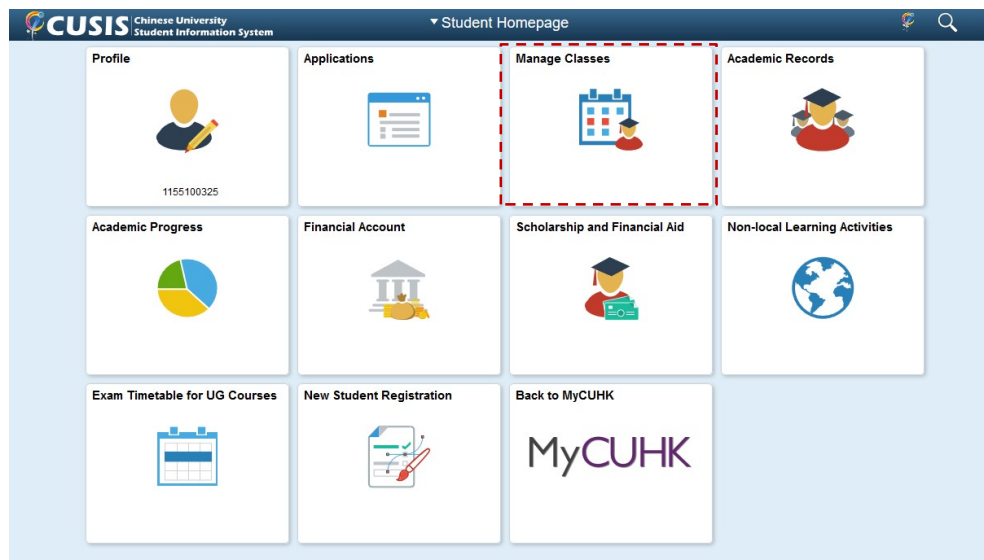 CUSIS Chinese University
Student Information System
▾ Student Homepage
Profile
1155100325
Applications
Manage Classes
Academic Records
Academic Progress
Financial Account
Scholarship and Financial Aid
Non-local Learning Activities
Exam Timetable for UG Courses
New Student Registration
Back to MyCUHK
MyCUHK